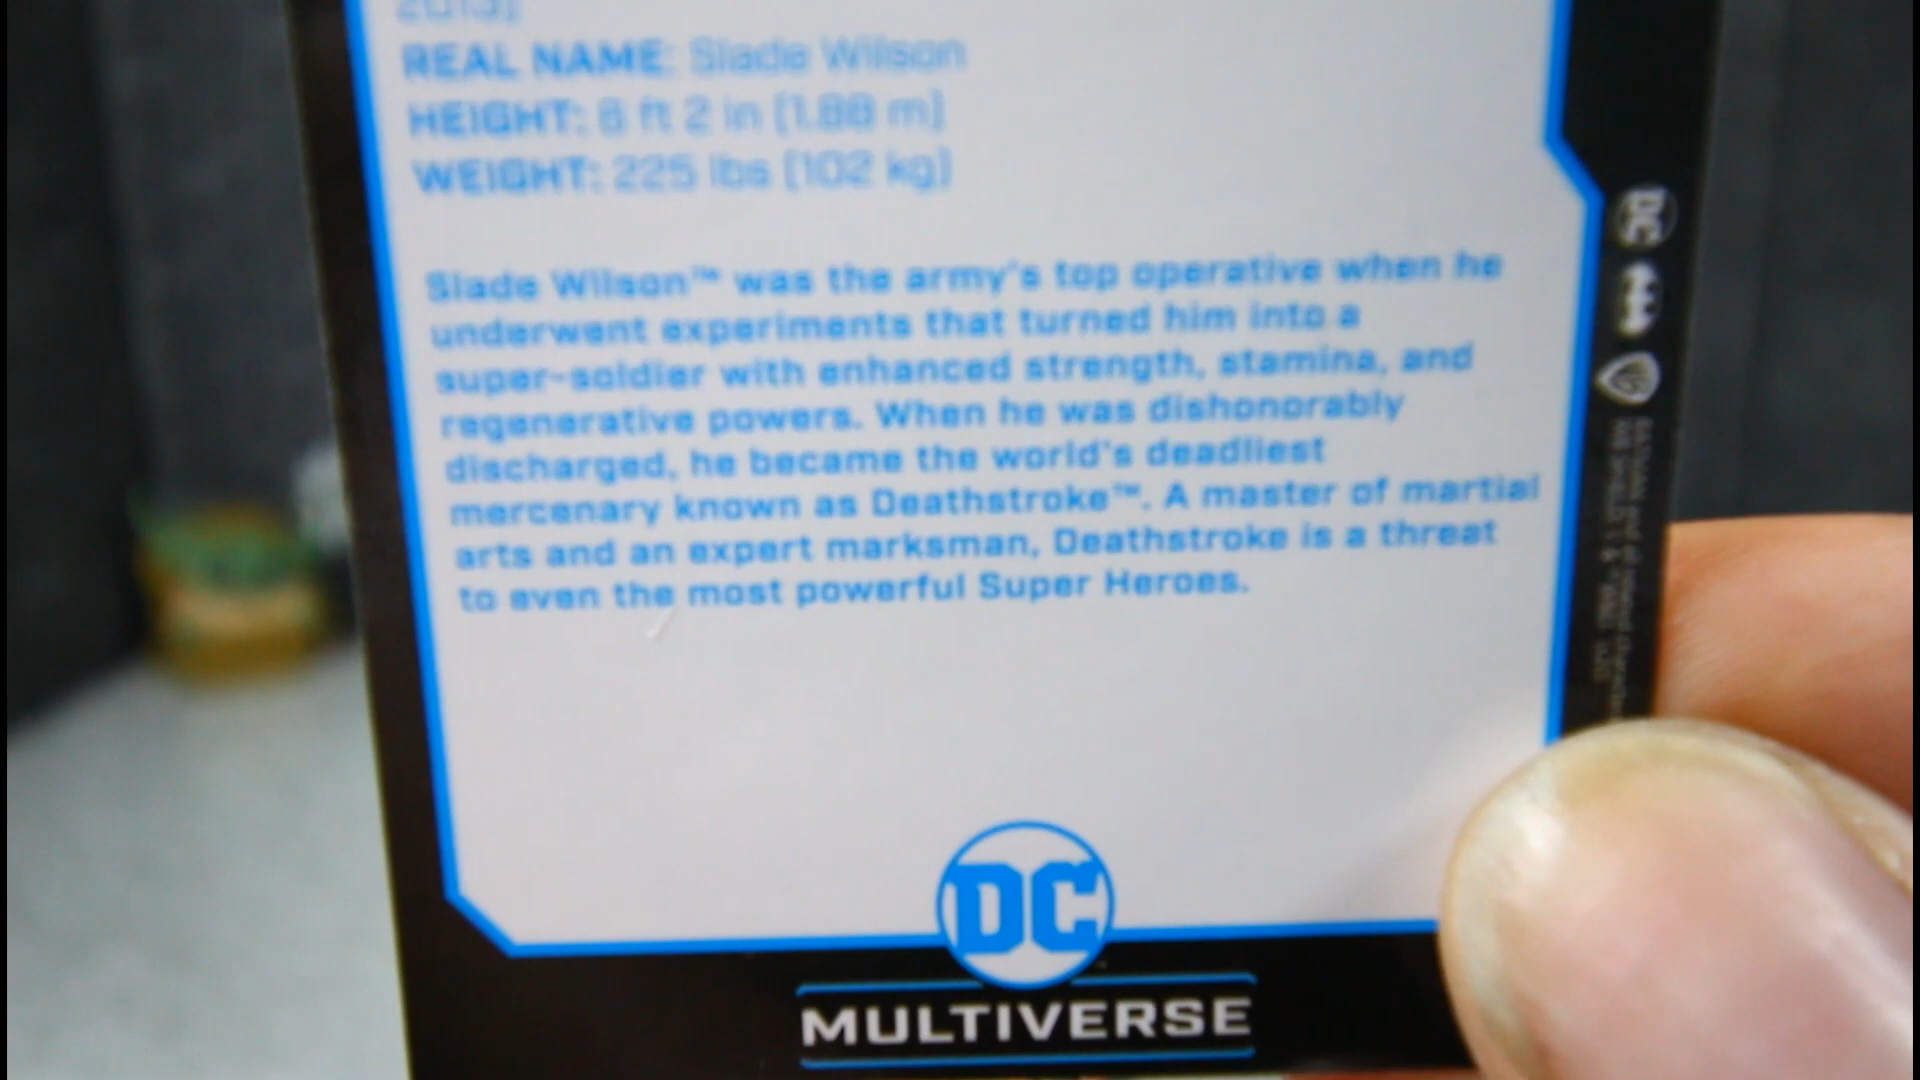 2013)
REAL NAME: Slade Wilson
HEIGHT: 6 ft 2 in (1.88 m)
WEIGHT: 225 lbs (102 kg)
Slade Wilson™ was the army's top operative when he
underwent experiments that turned him into a
super-soldier with enhanced strength, stamina, and
regenerative powers. When he was dishonorably
discharged, he became the world's deadliest
mercenary known as Deathstroke™. A master of martial
arts and an expert marksman, Deathstroke is a threat
to even the most powerful Super Heroes.
DC
MULTIVERSE
DC